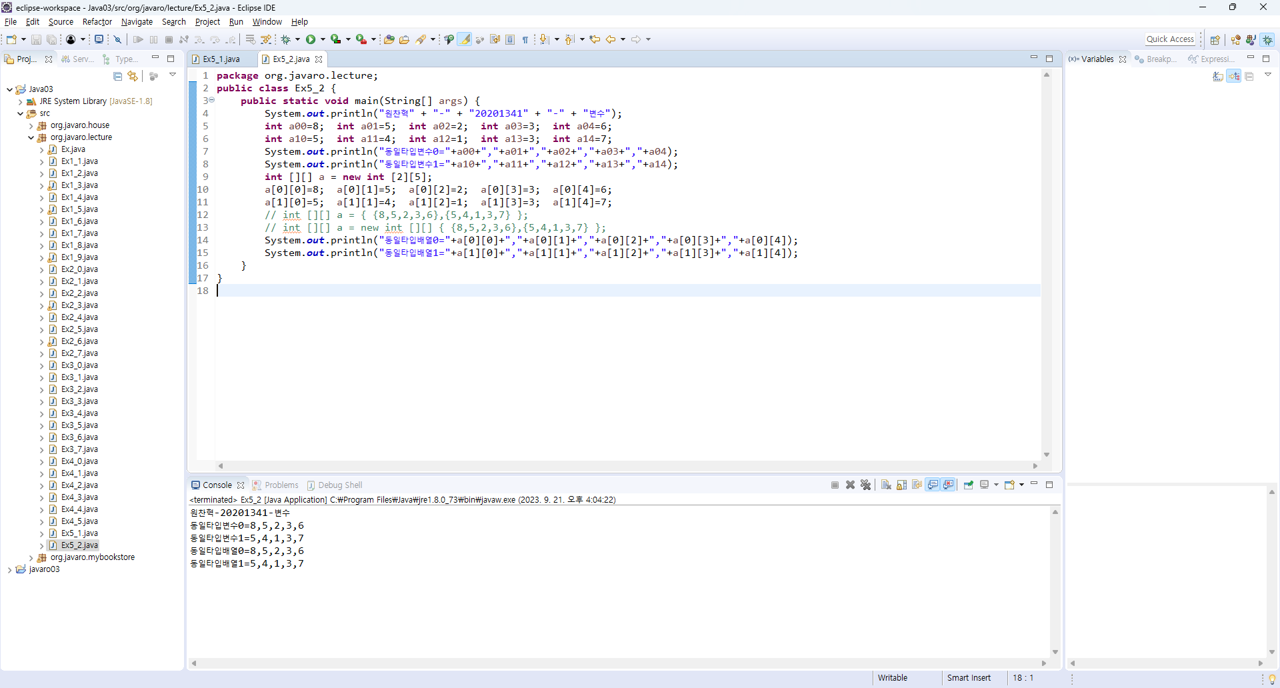 eclipse-workspace - Java03/src/org/javaro/lecture/Ex5_2.java - Eclipse IDE
File Edit Source Refactor Navigate Search Project Run Window Help
Quick Access
Proj... Serv... Type...
Java03
JRE System Library [JavaSE-1.8]
src
org.javaro.house
org.javaro.lecture
Ex.java
Ex1_1.java
Ex1_2.java
Ex1_3.java
Ex1_4.java
Ex1_5.java
Ex1_6.java
Ex1_7.java
Ex1_8.java
Ex1_9.java
Ex2_0.java
Ex2_1.java
Ex2_2.java
Ex2_3.java
Ex2_4.java
Ex2_5.java
Ex2_6.java
Ex2_7.java
Ex3_0.java
Ex3_1.java
Ex3_2.java
Ex3_3.java
Ex3_4.java
Ex3_5.java
Ex3_6.java
Ex3_7.java
Ex4_0.java
Ex4_1.java
Ex4_2.java
Ex4_3.java
Ex4_4.java
Ex4_5.java
Ex5_1.java
Ex5_2.java
org.javaro.mybookstore
javaro03
Ex5_1.java Ex5_2.java
1 package org.javaro.lecture;
2 public class Ex5_2 {
3 public static void main(String[] args) {
4 System.out.println("원찬혁" + "-" + "20201341" + "-" + "변수");
5 int a00=8; int a01=5; int a02=2; int a03=3; int a04=6;
6 int a10=5; int a11=4; int a12=1; int a13=3; int a14=7;
7 System.out.println("동일타입변수0="+a00+","+a01+","+a02+","+a03+","+a04);
8 System.out.println("동일타입변수1="+a10+","+a11+","+a12+","+a13+","+a14);
9 int [][] a = new int [2][5];
10 a[0][0]=8; a[0][1]=5; a[0][2]=2; a[0][3]=3; a[0][4]=6;
11 a[1][0]=5; a[1][1]=4; a[1][2]=1; a[1][3]=3; a[1][4]=7;
12 // int [][] a = { {8,5,2,3,6},{5,4,1,3,7} };
13 // int [][] a = new int [][] { {8,5,2,3,6},{5,4,1,3,7} };
14 System.out.println("동일타입배열0="+a[0][0]+","+a[0][1]+","+a[0][2]+","+a[0][3]+","+a[0][4]);
15 System.out.println("동일타입배열1="+a[1][0]+","+a[1][1]+","+a[1][2]+","+a[1][3]+","+a[1][4]);
16 }
17 }
18
(x)= Variables Breakp... Expressi...
Console Problems Debug Shell
<terminated> Ex5_2 [Java Application] C:₩Program Files₩Java₩jre1.8.0_73₩bin₩javaw.exe (2023. 9. 21. 오후 4:04:22)
원찬혁-20201341-변수
동일타입변수0=8,5,2,3,6
동일타입변수1=5,4,1,3,7
동일타입배열0=8,5,2,3,6
동일타입배열1=5,4,1,3,7
Writable Smart Insert 18 : 1